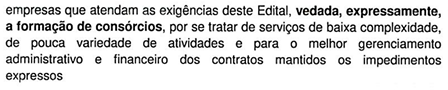 empresas que atendam as exigências deste Edital, vedada, expressamente,
a formação de consórcios, por se tratar de serviços de baixa complexidade,
de pouca variedade de atividades e para o melhor gerenciamento
administrativo e financeiro dos contratos mantidos os impedimentos
expressos